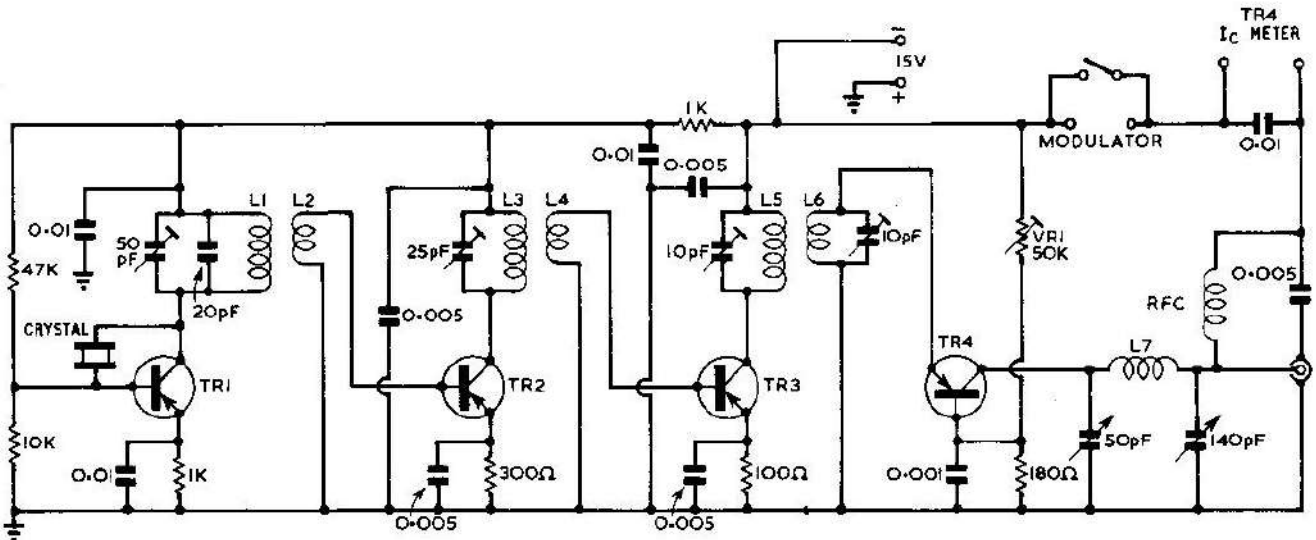 TR4
I C METER
–
15V
+
1K
MODULATOR
0·01
0·01
0·005
L1
L2
L3
L4
L5
L6
0·01
50
pF
25pF
10pF
10pF
VR1
50K
47K
20pF
0·005
0·005
RFC
CRYSTAL
TR1
TR2
TR3
TR4
L7
10K
0·01
1K
300Ω
100Ω
0·001
180Ω
50pF
140pF
0·005
0·005